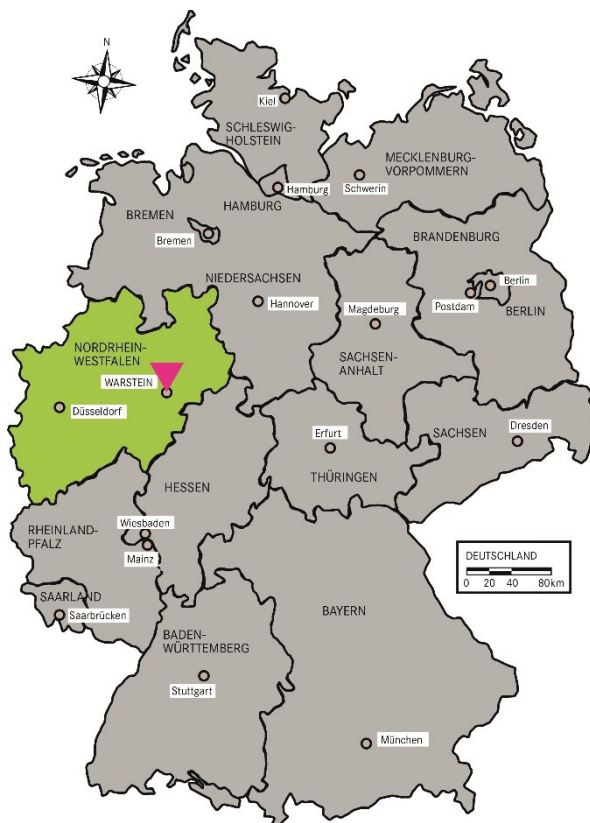 N
Kiel
SCHLESWIG-
HOLSTEIN
MECKLENBURG-
VORPOMMERN
Schwerin
Hamburg
HAMBURG
BREMEN
Bremen
BRANDENBURG
NIEDERSACHSEN
Hannover
Magdeburg
Berlin
Postdam
BERLIN
SACHSEN-
ANHALT
NORDRHEIN-
WESTFALEN
WARSTEIN
Düsseldorf
Erfurt
THÜRINGEN
SACHSEN
Dresden
HESSEN
RHEINLAND-
PFALZ
Wiesbaden
Mainz
DEUTSCHLAND
0 20 40 80km
SAARLAND
Saarbrücken
BADEN-
WÜRTTEMBERG
Stuttgart
BAYERN
München